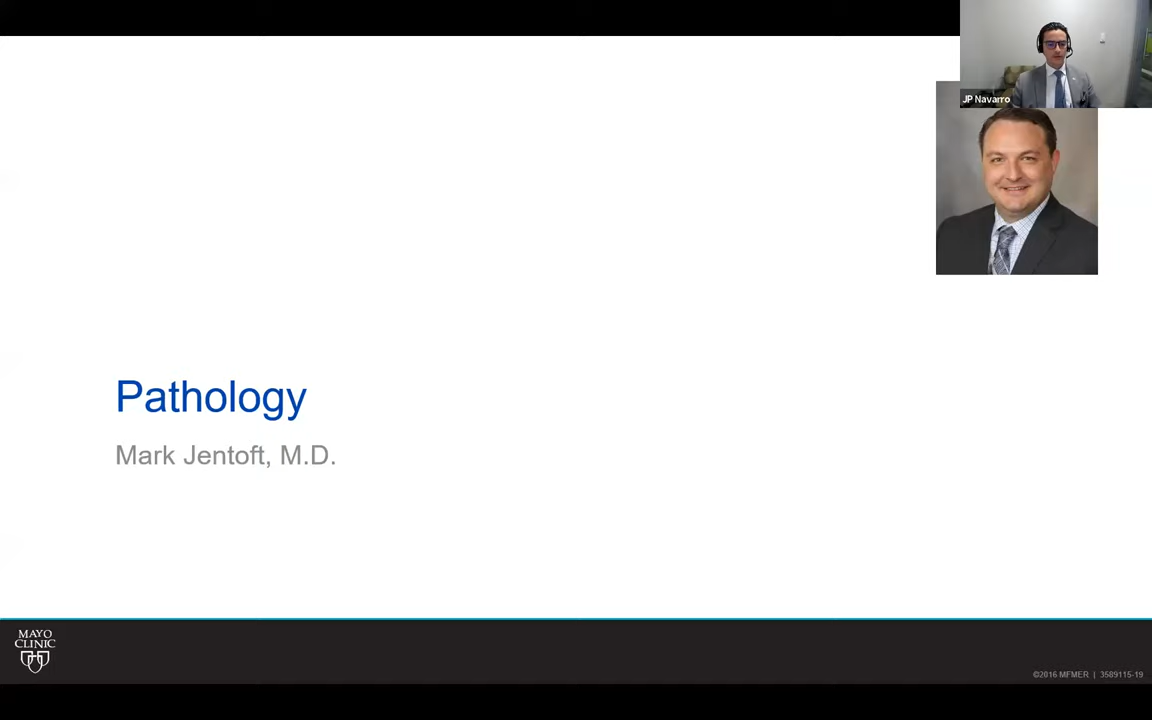 JP Navarro
Pathology
Mark Jentoft, M.D.
MAYO
CLINIC
©2016 MFMER | 3589115-19